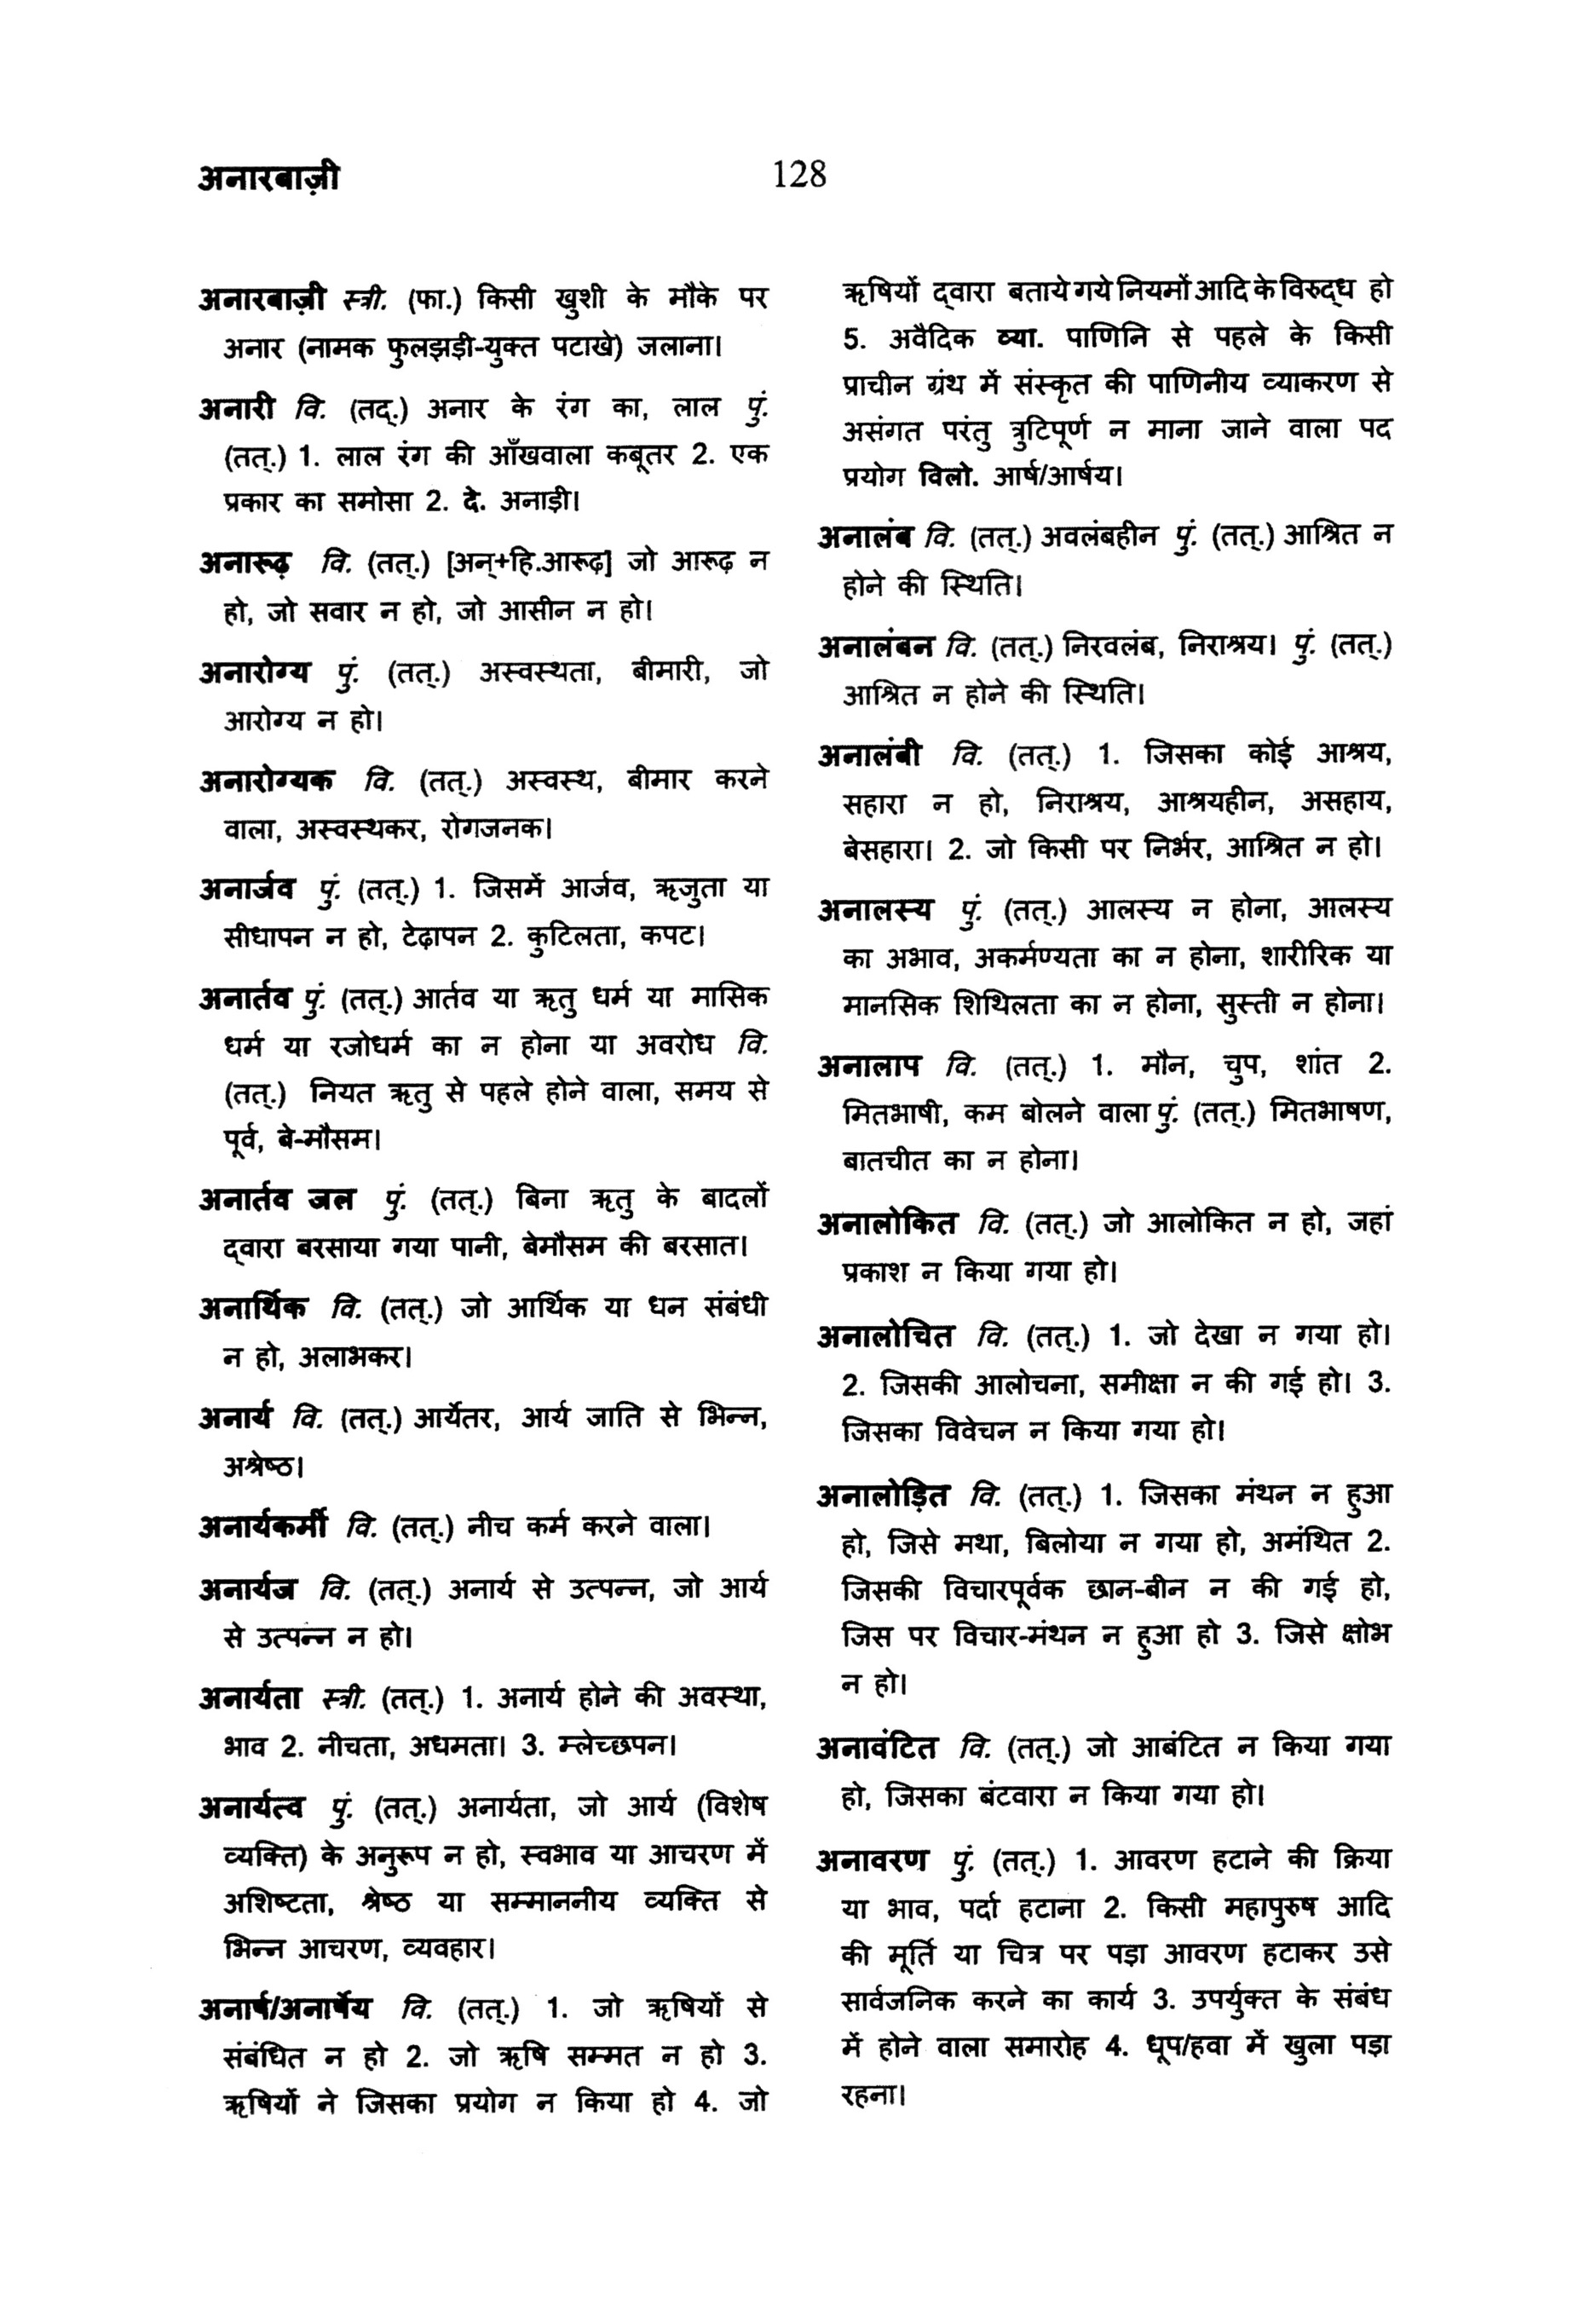 अनारबाज़ी
128
अनारबाज़ी स्त्री. (फा.) किसी खुशी के मौके पर
अनार (नामक फुलझड़ी-युक्त पटाखे) जलाना।
अनारी वि. (तद्.) अनार के रंग का, लाल पुं.
(तत्.) 1. लाल रंग की आँखवाला कबूतर 2. एक
प्रकार का समोसा 2. दे. अनाड़ी।
अनारूढ़ वि. (तत्.) [अन्+हि.आरूढ़] जो आरूढ़ न
हो, जो सवार न हो, जो आसीन न हो।
अनारोग्य पुं. (तत्.) अस्वस्थता, बीमारी, जो
आरोग्य न हो।
अनारोग्यक वि. (तत्.) अस्वस्थ, बीमार करने
वाला, अस्वस्थकर, रोगजनक।
अनार्जव पुं. (तत्.) 1. जिसमें आर्जव, ऋजुता या
सीधापन न हो, टेढ़ापन 2. कुटिलता, कपट।
अनार्तव पुं. (तत्.) आर्तव या ऋतु धर्म या मासिक
धर्म या रजोधर्म का न होना या अवरोध वि.
(तत्.) नियत ऋतु से पहले होने वाला, समय से
पूर्व, बे-मौसम।
अनार्तव जल पुं. (तत्.) बिना ऋतु के बादलों
द्वारा बरसाया गया पानी, बेमौसम की बरसात।
अनार्थिक वि. (तत्.) जो आर्थिक या धन संबंधी
न हो, अलाभकर।
अनार्य वि. (तत्.) आर्येतर, आर्य जाति से भिन्न,
अश्रेष्ठ।
अनार्यकर्मी वि. (तत्.) नीच कर्म करने वाला।
अनार्यज वि. (तत्.) अनार्य से उत्पन्न, जो आर्य
से उत्पन्न न हो।
अनार्यता स्त्री. (तत्.) 1. अनार्य होने की अवस्था,
भाव 2. नीचता, अधमता। 3. म्लेच्छपन।
अनार्यत्व पुं. (तत्.) अनार्यता, जो आर्य (विशेष
व्यक्ति) के अनुरूप न हो, स्वभाव या आचरण में
अशिष्टता, श्रेष्ठ या सम्माननीय व्यक्ति से
भिन्न आचरण, व्यवहार।
अनार्ष/अनार्षेय वि. (तत्.) 1. जो ऋषियों से
संबंधित न हो 2. जो ऋषि सम्मत न हो 3.
ऋषियों ने जिसका प्रयोग न किया हो 4. जो
ऋषियों द्वारा बताये गये नियमों आदि के विरुद्ध हो
5. अवैदिक व्या. पाणिनि से पहले के किसी
प्राचीन ग्रंथ में संस्कृत की पाणिनीय व्याकरण से
असंगत परंतु त्रुटिपूर्ण न माना जाने वाला पद
प्रयोग विलो. आर्ष/आर्षय।
अनालंब वि. (तत्.) अवलंबहीन पुं. (तत्.) आश्रित न
होने की स्थिति।
अनालंबन वि. (तत्.) निरवलंब, निराश्रय। पुं. (तत्.)
आश्रित न होने की स्थिति।
अनालंबी वि. (तत्.) 1. जिसका कोई आश्रय,
सहारा न हो, निराश्रय, आश्रयहीन, असहाय,
बेसहारा। 2. जो किसी पर निर्भर, आश्रित न हो।
अनालस्य पुं. (तत्.) आलस्य न होना, आलस्य
का अभाव, अकर्मण्यता का न होना, शारीरिक या
मानसिक शिथिलता का न होना, सुस्ती न होना।
अनालाप वि. (तत्.) 1. मौन, चुप, शांत 2.
मितभाषी, कम बोलने वाला पुं. (तत्.) मितभाषण,
बातचीत का न होना।
अनालोकित वि. (तत्.) जो आलोकित न हो, जहां
प्रकाश न किया गया हो।
अनालोचित वि. (तत्.) 1. जो देखा न गया हो।
2. जिसकी आलोचना, समीक्षा न की गई हो। 3.
जिसका विवेचन न किया गया हो।
अनालोड़ित वि. (तत्.) 1. जिसका मंथन न हुआ
हो, जिसे मथा, बिलोया न गया हो, अमंथित 2.
जिसकी विचारपूर्वक छान-बीन न की गई हो,
जिस पर विचार-मंथन न हुआ हो 3. जिसे क्षोभ
न हो।
अनावंटित वि. (तत्.) जो आबंटित न किया गया
हो, जिसका बंटवारा न किया गया हो।
अनावरण पुं. (तत्.) 1. आवरण हटाने की क्रिया
या भाव, पर्दा हटाना 2. किसी महापुरुष आदि
की मूर्ति या चित्र पर पड़ा आवरण हटाकर उसे
सार्वजनिक करने का कार्य 3. उपर्युक्त के संबंध
में होने वाला समारोह 4. धूप/हवा में खुला पड़ा
रहना।